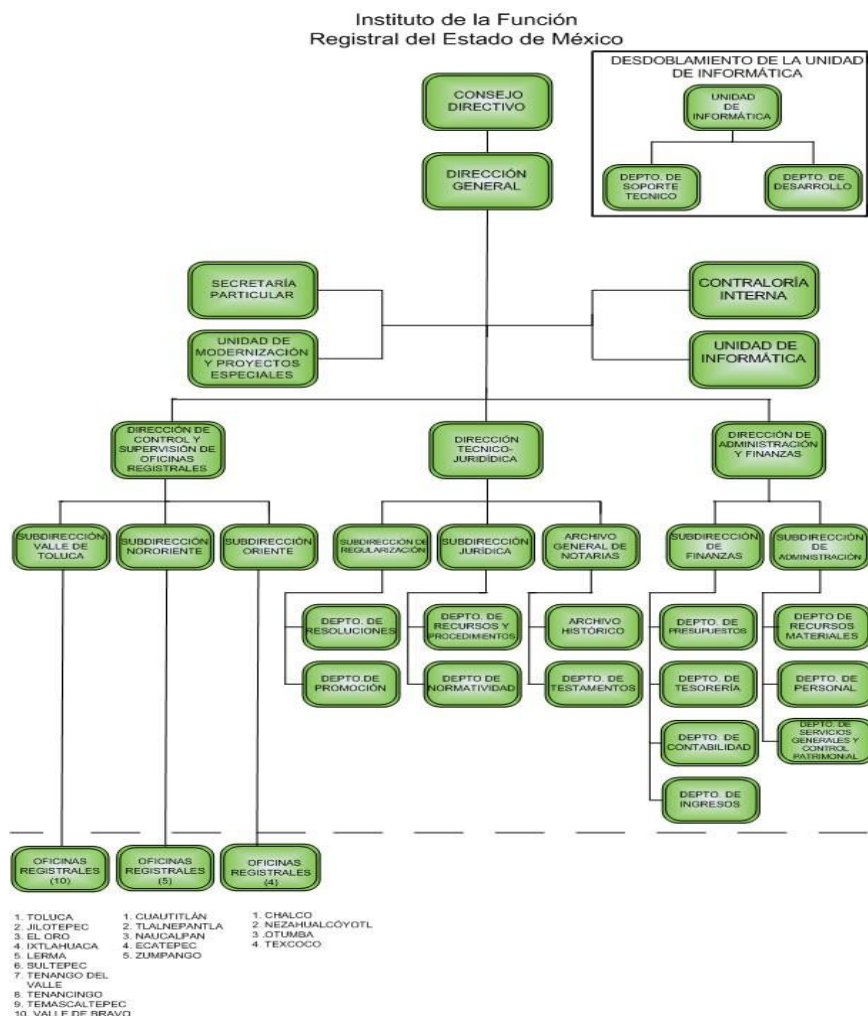 Instituto de la Función
Registral del Estado de México
DESDOBLAMIENTO DE LA UNIDAD
DE INFORMÁTICA
UNIDAD
DE
INFORMÁTICA
DEPTO. DE
SOPORTE
TECNICO
DEPTO. DE
DESARROLLO
CONSEJO
DIRECTIVO
DIRECCIÓN
GENERAL
SECRETARÍA
PARTICULAR
CONTRALORÍA
INTERNA
UNIDAD DE
MODERNIZACIÓN
Y PROYECTOS
ESPECIALES
UNIDAD DE
INFORMÁTICA
DIRECCIÓN DE
CONTROL Y
SUPERVISIÓN DE
OFICINAS
REGISTRALES
DIRECCIÓN
TECNICO-
JURIDÍDICA
DIRECCIÓN DE
ADMINISTRACIÓN
Y FINANZAS
SUBDIRECCIÓN
VALLE DE
TOLUCA
SUBDIRECCIÓN
NORORIENTE
SUBDIRECCIÓN
ORIENTE
SUBDIRECCIÓN DE
REGULARIZACIÓN
SUBDIRECCIÓN
JURÍDICA
ARCHIVO
GENERAL DE
NOTARIAS
SUBDIRECCIÓN
DE
FINANZAS
SUBDIRECCIÓN
DE
ADMINISTRACIÓN
DEPTO. DE
RESOLUCIONES
DEPTO. DE
RECURSOS Y
PROCEDIMIENTOS
ARCHIVO
HISTÓRICO
DEPTO. DE
PRESUPUESTOS
DEPTO DE
RECURSOS
MATERIALES
DEPTO.DE
PROMOCIÓN
DEPTO DE
NORMATIVIDAD
DEPTO. DE
TESTAMENTOS
DEPTO. DE
TESORERÍA
DEPTO. DE
PERSONAL
DEPTO. DE
CONTABILIDAD
DEPTO. DE
SERVICIOS
GENERALES Y
CONTROL
PATRIMONIAL
DEPTO. DE
INGRESOS
OFICINAS
REGISTRALES
(10)
OFICINAS
REGISTRALES
(5)
OFICINAS
REGISTRALES
(4)
1. TOLUCA
2. JILOTEPEC
3. EL ORO
4. IXTLAHUACA
5. LERMA
6. SULTEPEC
7. TENANGO DEL
VALLE
8. TENANCINGO
9. TEMASCALTEPEC
10. VALLE DE BRAVO
1. CUAUTITLÁN
2. TLALNEPANTLA
3. NAUCALPAN
4. ECATEPEC
5. ZUMPANGO
1. CHALCO
2. NEZAHUALCÓYOTL
3 .OTUMBA
4. TEXCOCO